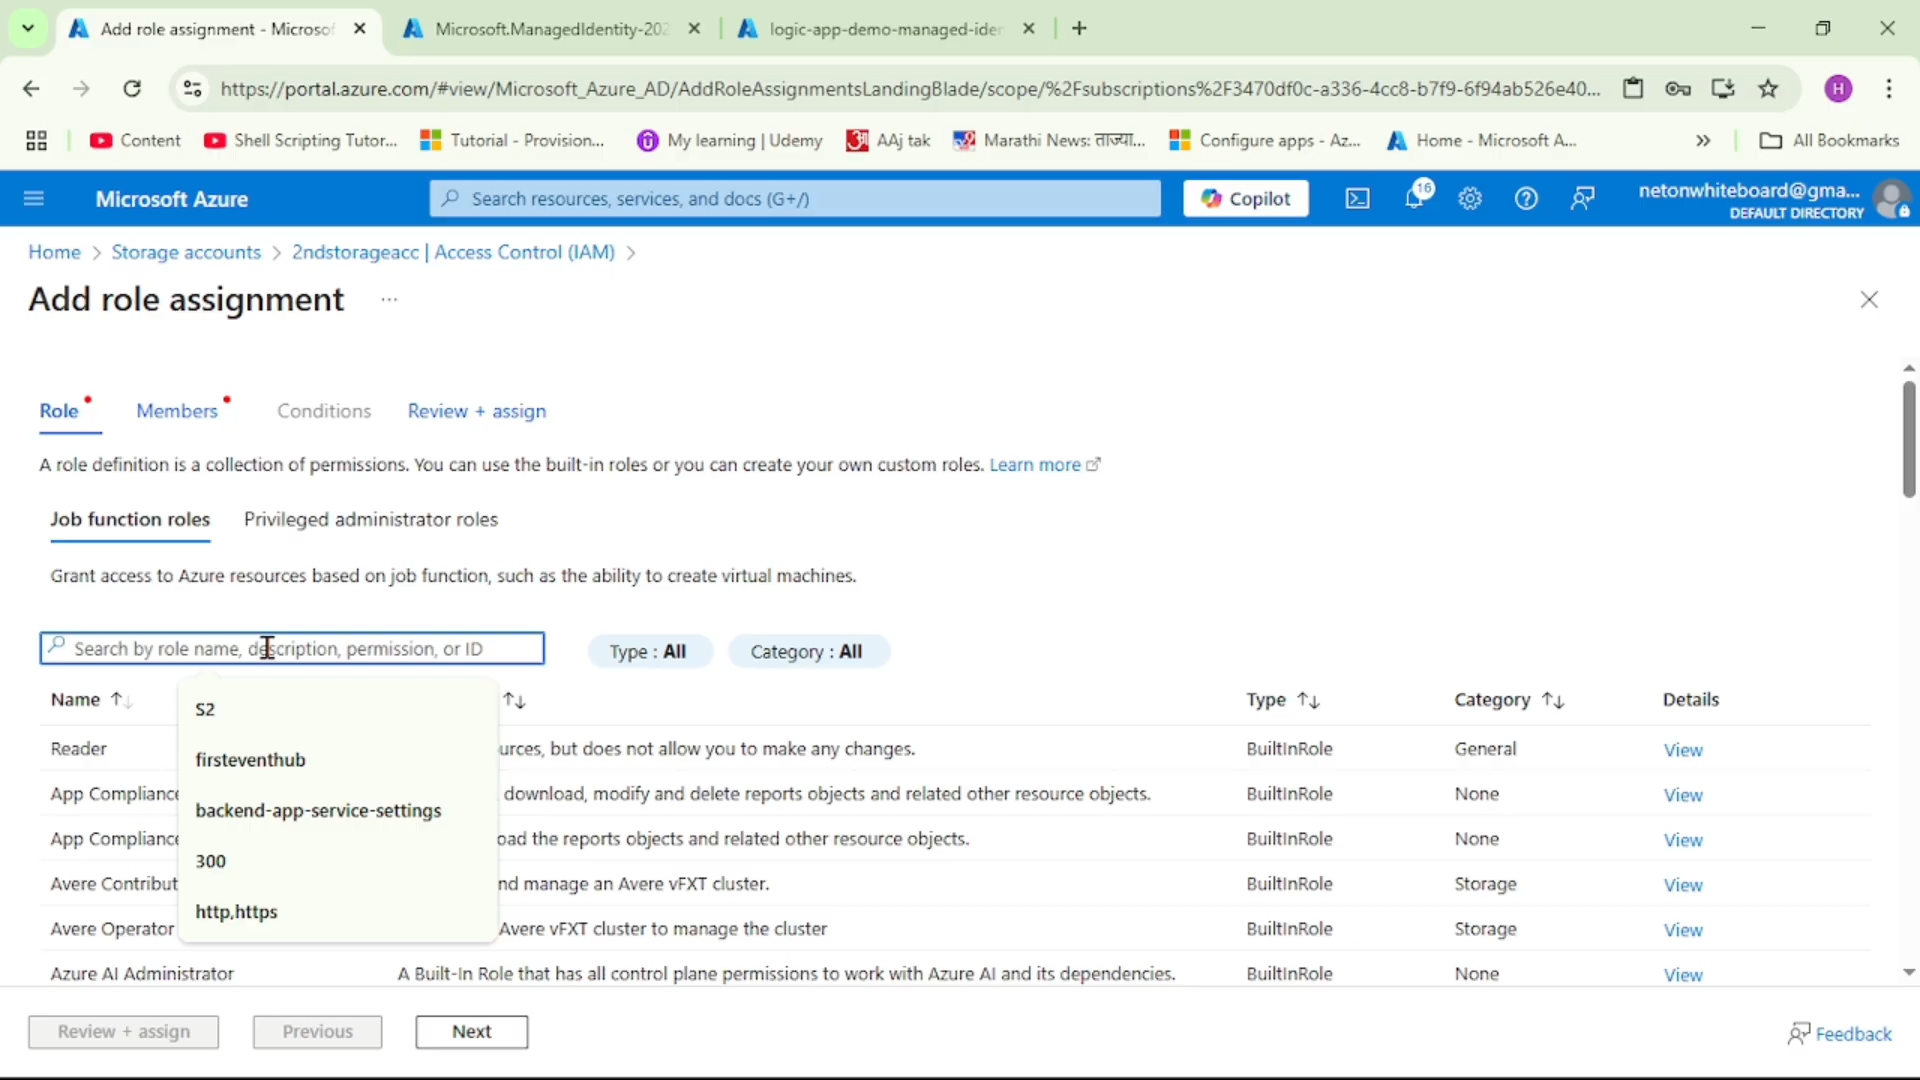 Add role assignment - Microsof
Microsoft.ManagedIdentity-202
logic-app-demo-managed-iden
https://portal.azure.com/#view/Microsoft_Azure_AD/AddRoleAssignmentsLandingBlade/scope/%2Fsubscriptions%2F3470df0c-a336-4cc8-b7f9-6f94ab526e40...
H
Content
Shell Scripting Tutor...
Tutorial - Provision...
My learning | Udemy
AAj tak
Marathi News: ताज्या...
Configure apps - Az...
Home - Microsoft A...
»
All Bookmarks
Microsoft Azure
Search resources, services, and docs (G+/)
Copilot
16
netonwhiteboard@gma...
DEFAULT DIRECTORY
Home > Storage accounts > 2ndstorageacc | Access Control (IAM) >
Add role assignment ...
Role Members Conditions Review + assign
A role definition is a collection of permissions. You can use the built-in roles or you can create your own custom roles. Learn more
Job function roles Privileged administrator roles
Grant access to Azure resources based on job function, such as the ability to create virtual machines.
Search by role name, description, permission, or ID
Type : All
Category : All
S2
firsteventhub
backend-app-service-settings
300
http,https
Name Type Category Details
Reader urces, but does not allow you to make any changes. BuiltInRole General View
App Compliance download, modify and delete reports objects and related other resource objects. BuiltInRole None View
App Compliance oad the reports objects and related other resource objects. BuiltInRole None View
Avere Contribut nd manage an Avere vFXT cluster. BuiltInRole Storage View
Avere Operator Avere vFXT cluster to manage the cluster BuiltInRole Storage View
Azure AI Administrator A Built-In Role that has all control plane permissions to work with Azure AI and its dependencies. BuiltInRole None View
Review + assign
Previous
Next
Feedback